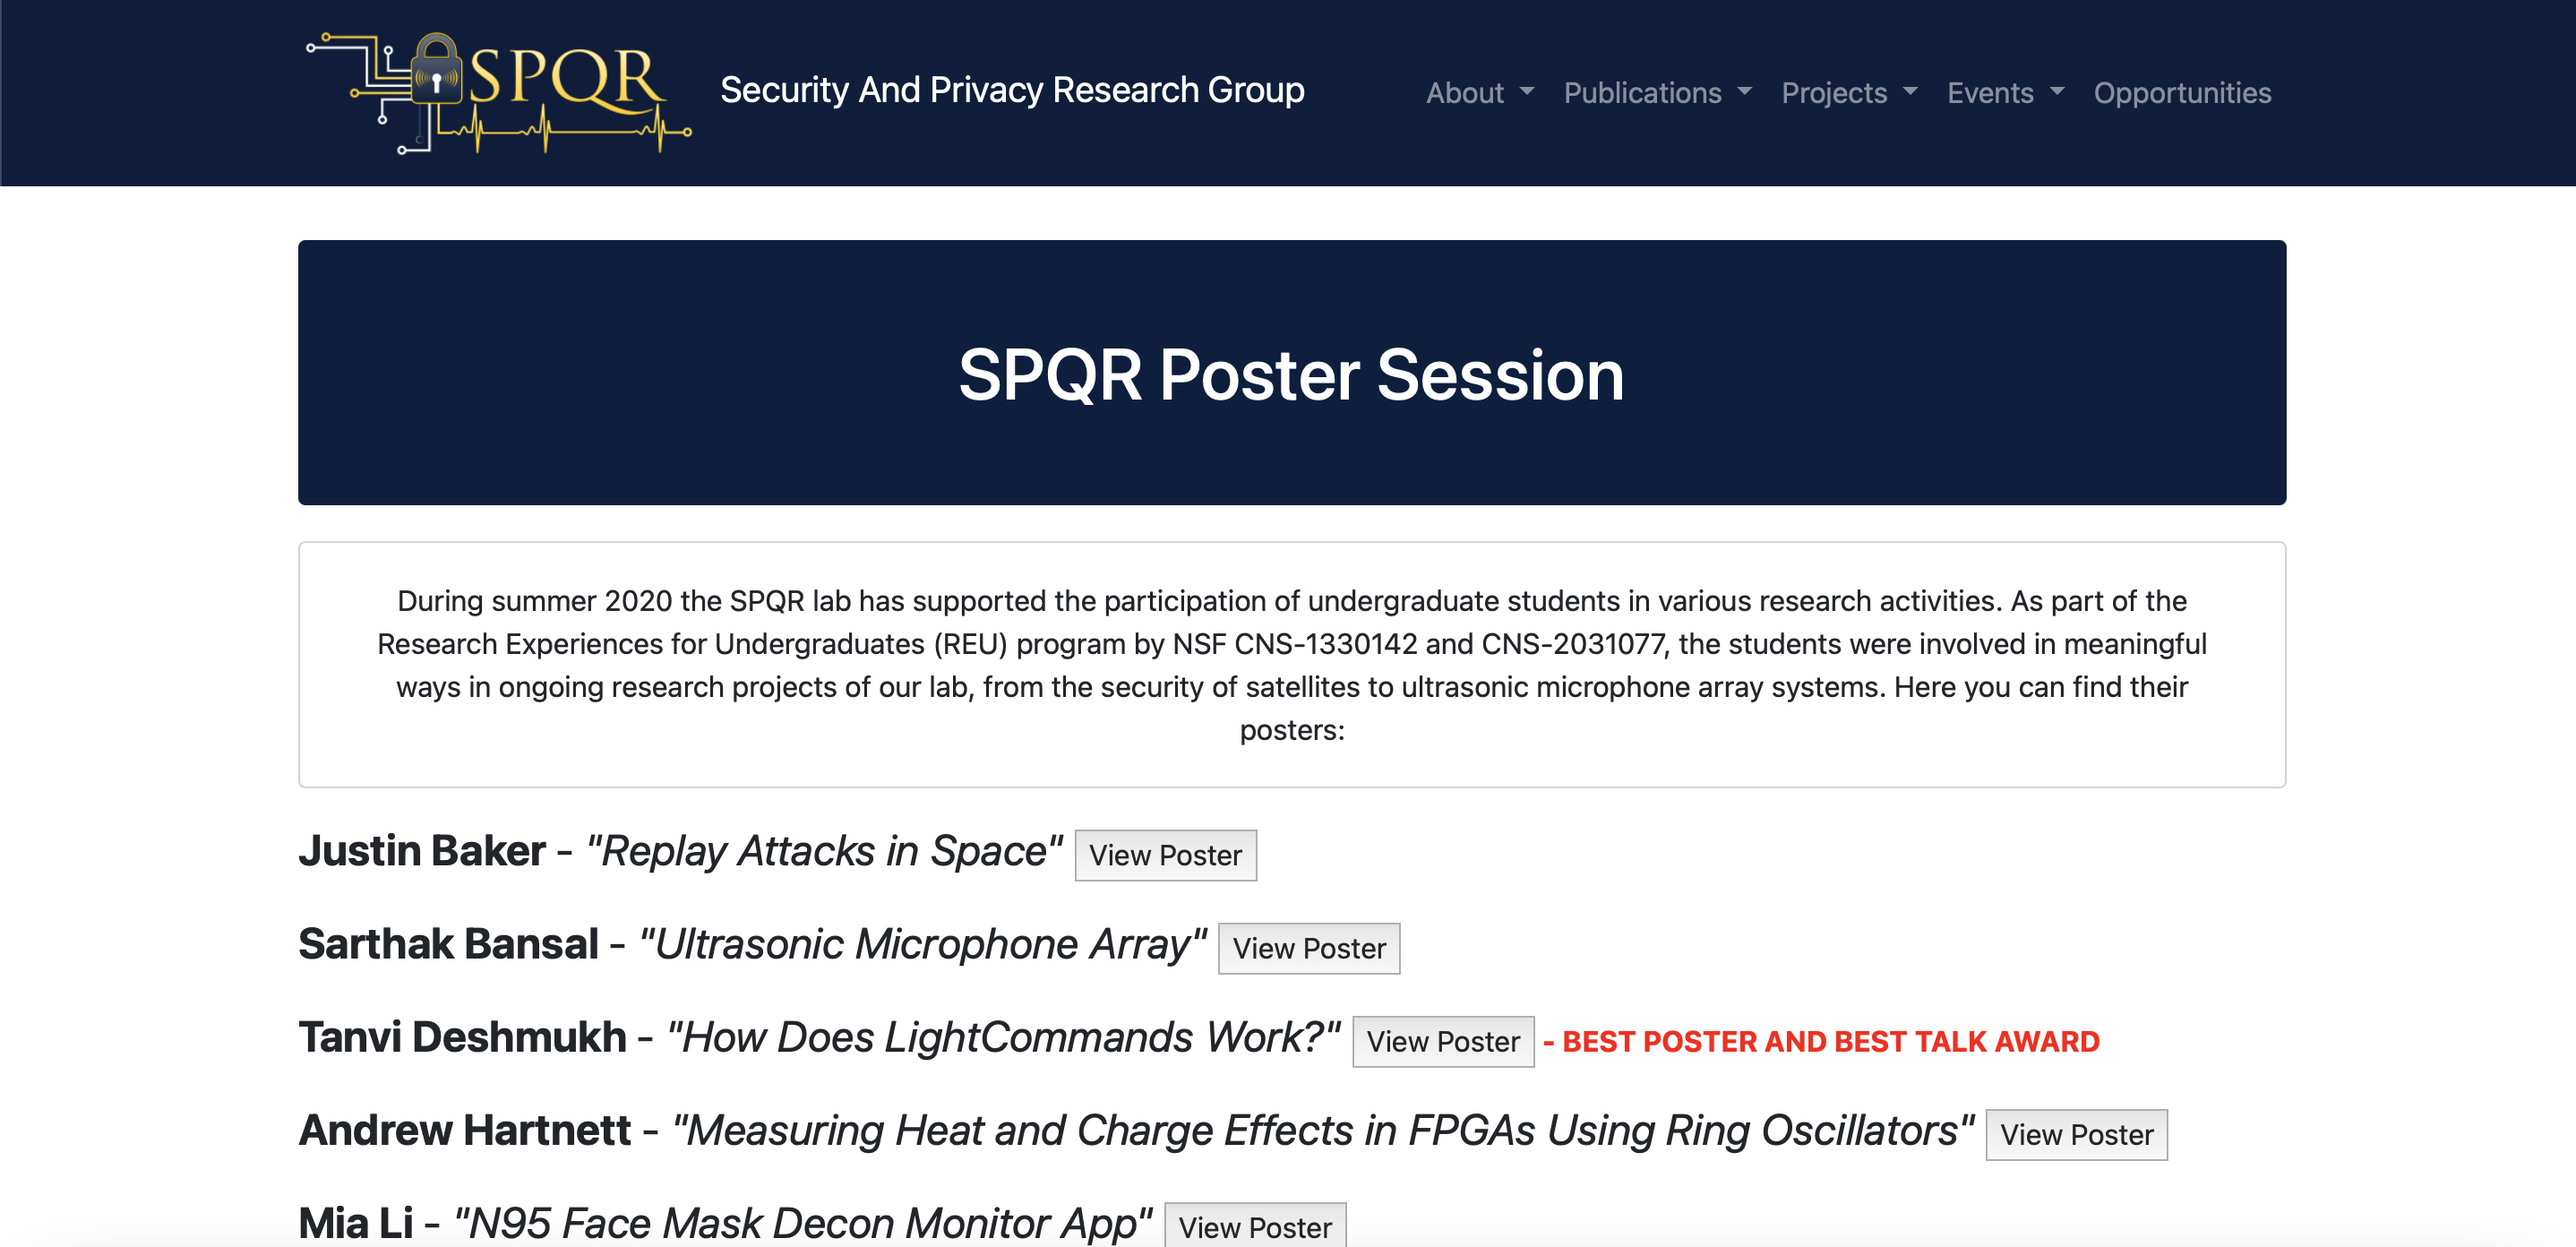 SPQR
Security And Privacy Research Group
About
Publications
Projects
Events
Opportunities
SPQR Poster Session
During summer 2020 the SPQR lab has supported the participation of undergraduate students in various research activities. As part of the
Research Experiences for Undergraduates (REU) program by NSF CNS-1330142 and CNS-2031077, the students were involved in meaningful
ways in ongoing research projects of our lab, from the security of satellites to ultrasonic microphone array systems. Here you can find their
posters:
Justin Baker - "Replay Attacks in Space" View Poster
Sarthak Bansal - "Ultrasonic Microphone Array" View Poster
Tanvi Deshmukh - "How Does LightCommands Work?" View Poster - BEST POSTER AND BEST TALK AWARD
Andrew Hartnett - "Measuring Heat and Charge Effects in FPGAs Using Ring Oscillators" View Poster
Mia Li - "N95 Face Mask Decon Monitor App" View Poster